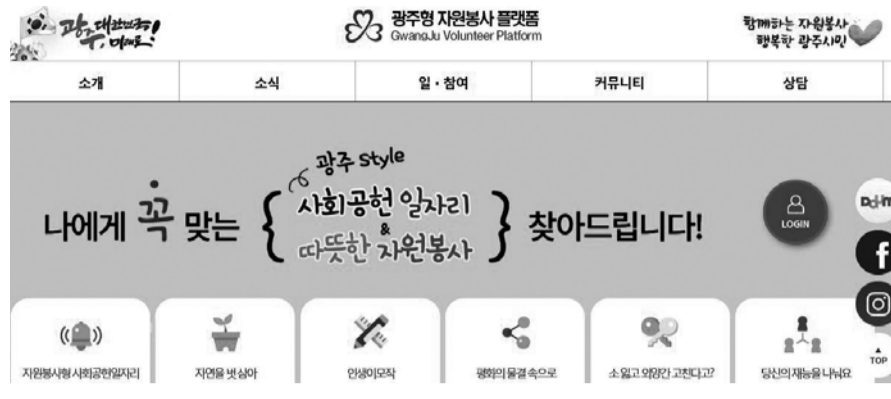 광주, 대한민국 미래로!
광주형 자원봉사 플랫폼
GwangJu Volunteer Platform
함께하는 자원봉사
행복한 광주시민
소개 소식 일·참여 커뮤니티 상담
광주 style
나에게 꼭 맞는 { 사회공헌 일자리 & 따뜻한 자원봉사 } 찾아드립니다!
LOGIN
자원봉사형 사회공헌일자리 자연을 벗 삼아 인생이모작 평화의 물결 속으로 소 잃고 외양간 고친다고? 당신의 재능을 나눠요
TOP